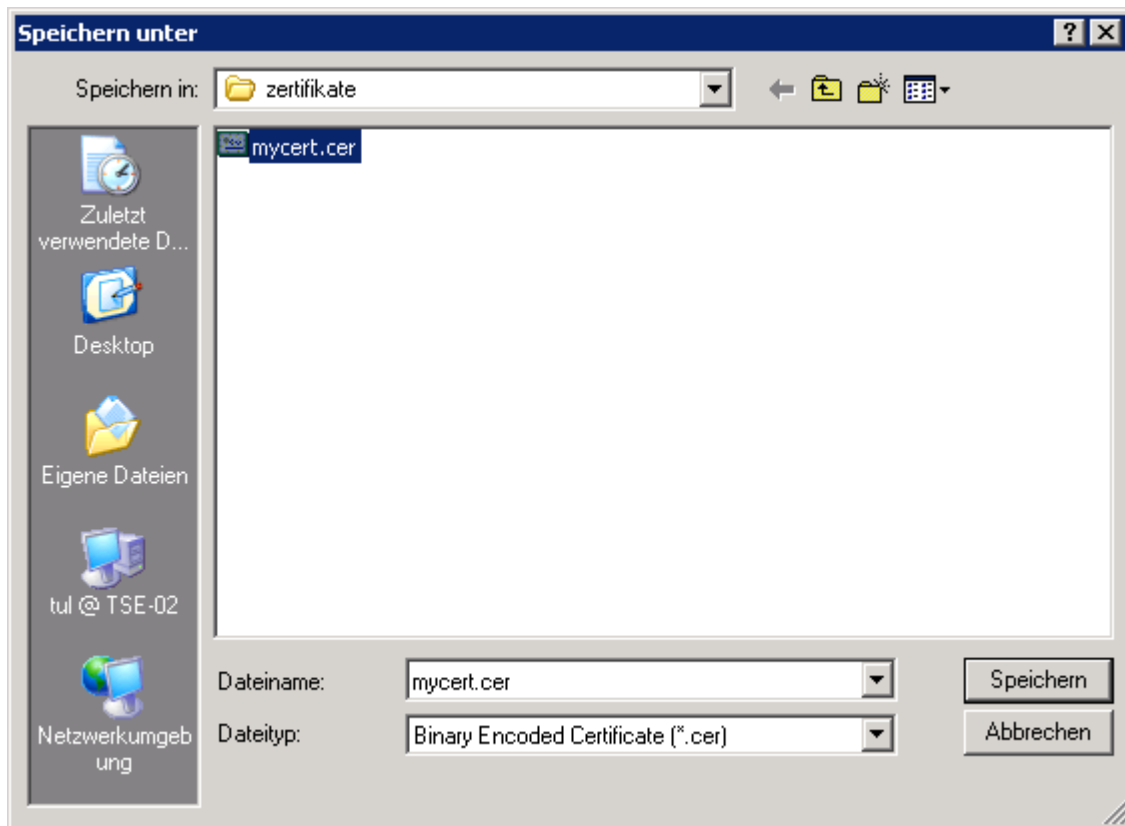 Speichern unter
Speichern in: zertifikate
mycert.cer
Zuletzt
verwendete D...
Desktop
Eigene Dateien
tul @ TSE-02
Netzwerkumgeb
ung
Dateiname: mycert.cer Speichern
Dateityp: Binary Encoded Certificate (*.cer) Abbrechen